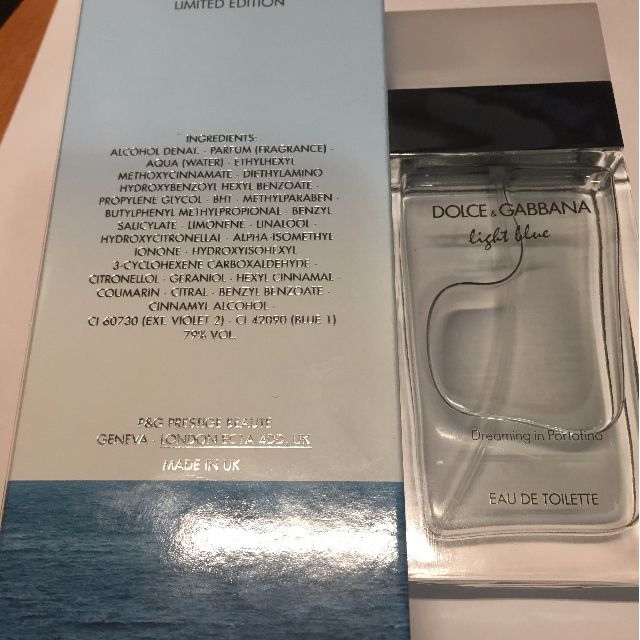 LIMITED EDITION
INGREDIENTS·
ALCOHOL DENAT. · PARFUM (FRAGRANCE) ·
AQUA (WATER) · ETHYLHEXYL
METHOXYCINNAMATE · DIETHYLAMINO
HYDROXYBENZOYL HEXYL BENZOATE ·
PROPYLENE GLYCOL · BHT · METHYLPARABEN ·
BUTYLPHENYL METHYLPROPIONAL · BENZYL
SALICYLATE · LIMONENE · LINALOOL ·
HYDROXYCITRONELLAL · ALPHA-ISOMETHYL
IONONE · HYDROXYISOHEXYL
3-CYCLOHEXENE CARBOXALDEHYDE ·
CITRONELLOL · GERANIOL · HEXYL CINNAMAL ·
COUMARIN · CITRAL · BENZYL BENZOATE ·
CINNAMYL ALCOHOL ·
CI 60730 (EXT. VIOLET 2) · CI 42090 (BLUE 1)
79% VOL.
P&G PRESTIGE BEAUTE
GENEVA · LONDON EC1A 4DD, UK
MADE IN UK
DOLCE & GABBANA
light blue
Dreaming in Portofino
EAU DE TOILETTE